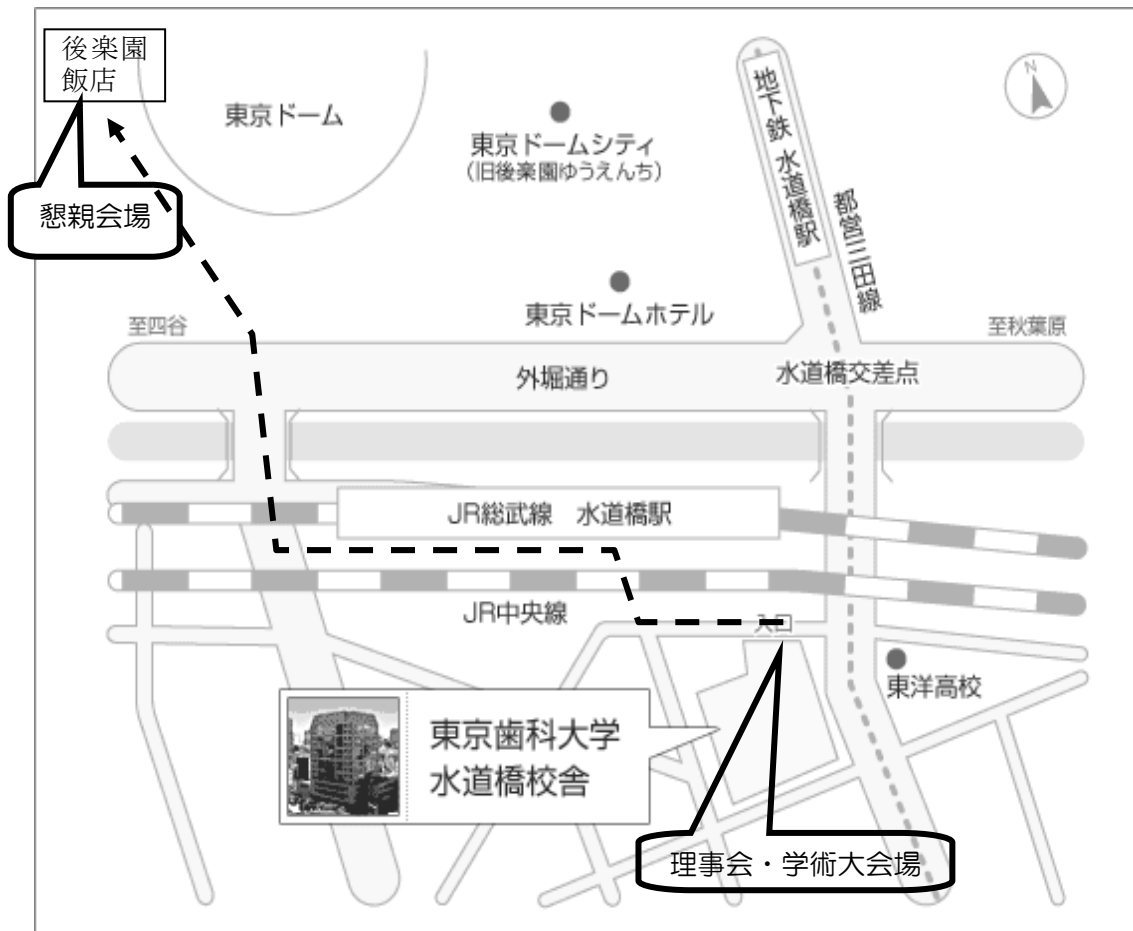 後楽園
飯店
東京ドーム
東京ドームシティ
（旧後楽園ゆうえんち）
N
地下鉄 水道橋駅
都営三田線
懇親会場
東京ドームホテル
至四谷
至秋葉原
外堀通り
水道橋交差点
JR総武線　水道橋駅
JR中央線
入口
東洋高校
東京歯科大学
水道橋校舎
理事会・学術大会場